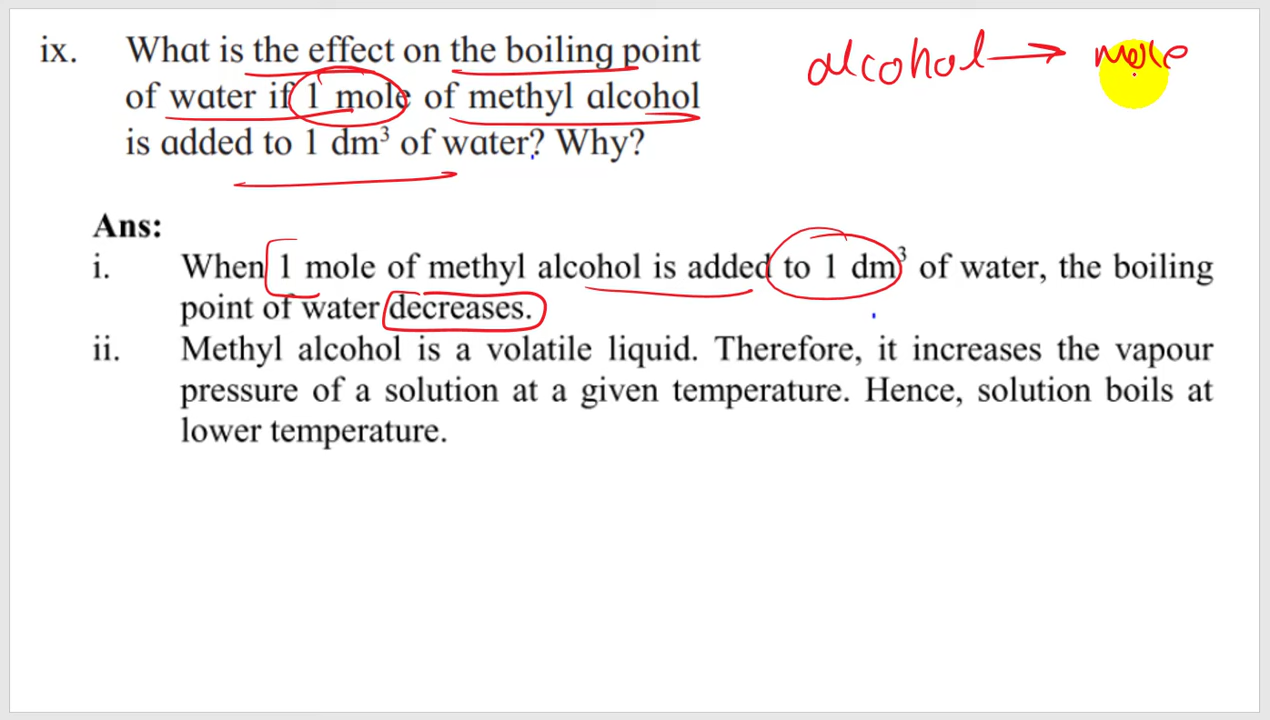 ix. What is the effect on the boiling point
of water if 1 mole of methyl alcohol
is added to 1 dm³ of water? Why?
alcohol → mole
Ans:
i. When 1 mole of methyl alcohol is added to 1 dm³ of water, the boiling
point of water decreases.
ii. Methyl alcohol is a volatile liquid. Therefore, it increases the vapour
pressure of a solution at a given temperature. Hence, solution boils at
lower temperature.